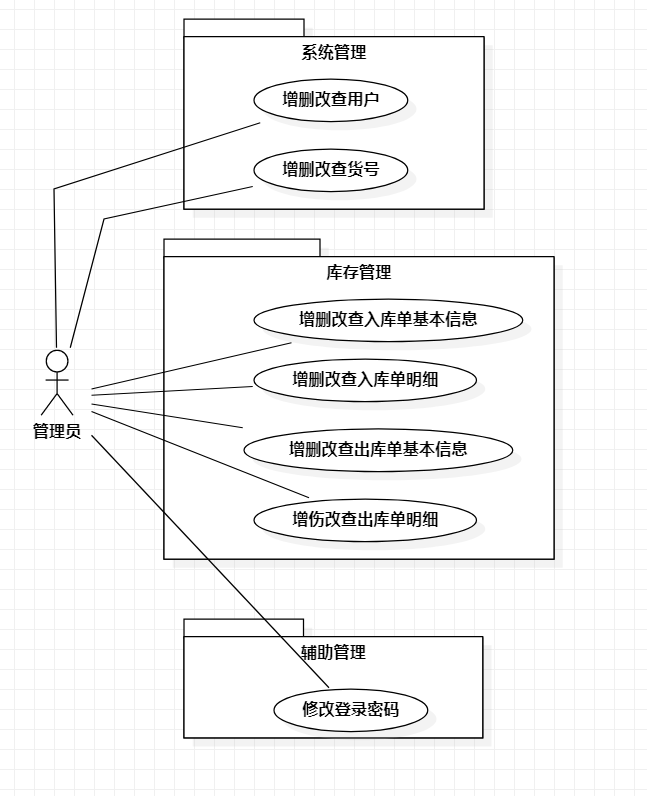 系统管理
增删改查用户
增删改查货号
库存管理
增删改查入库单基本信息
增删改查入库单明细
管理员
增删改查出库单基本信息
增伤改查出库单明细
辅助管理
修改登录密码